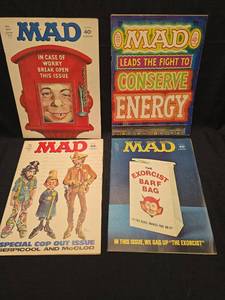 MAD
IN CASE OF
WORRY
BREAK OPEN
THIS ISSUE
MAD
LEADS THE FIGHT TO
CONSERVE
ENERGY
MAD
SPECIAL COP OUT ISSUE
SERPICOOL AND McCLOD
MAD
THE
EXORCIST
BARF
BAG
IN THIS ISSUE, WE GAG UP "THE EXORCIST"